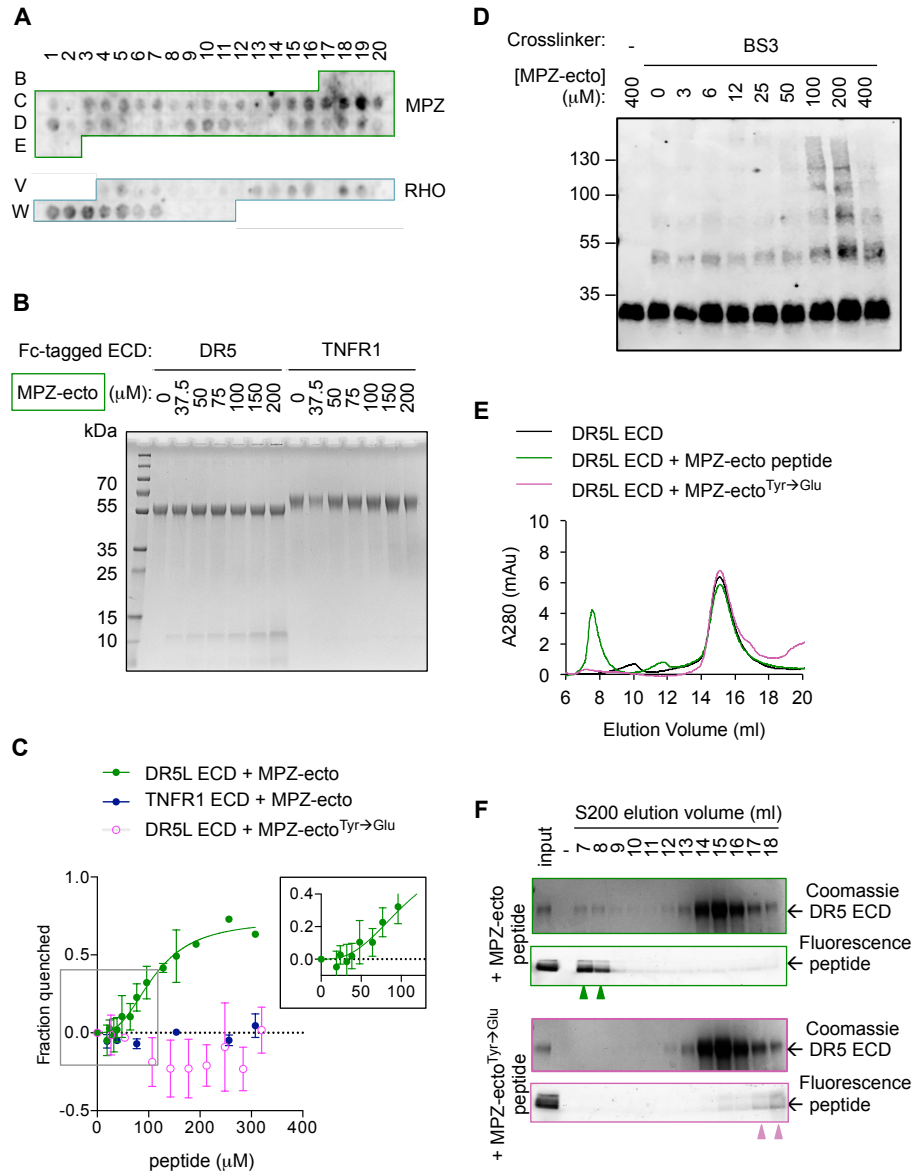 A
1 2 3 4 5 6 7 8 9 10 11 12 13 14 15 16 17 18 19 20
B
C
D
E
MPZ
V
W
RHO
B
Fc-tagged ECD: DR5 TNFR1
MPZ-ecto (μM): 0 37.5 50 75 100 150 200 0 37.5 50 75 100 150 200
kDa
70
55
35
25
15
10
C
DR5L ECD + MPZ-ecto
TNFR1 ECD + MPZ-ecto
DR5L ECD + MPZ-ecto^Tyr→Glu
Fraction quenched
1.0
0.5
0.0
-0.5
0 100 200 300 400
peptide (μM)
0.4
0.2
0.0
0 50 100
D
Crosslinker: - BS3
[MPZ-ecto]
(μM): 400 0 3 6 12 25 50 100 200 400
130
100
55
35
E
DR5L ECD
DR5L ECD + MPZ-ecto peptide
DR5L ECD + MPZ-ecto^Tyr→Glu
A280 (mAu)
10
8
6
4
2
0
6 8 10 12 14 16 18 20
Elution Volume (ml)
F
S200 elution volume (ml)
input - 7 8 9 10 11 12 13 14 15 16 17 18
+ MPZ-ecto
peptide
Coomassie
DR5 ECD
Fluorescence
peptide
+ MPZ-ecto^Tyr→Glu
peptide
Coomassie
DR5 ECD
Fluorescence
peptide